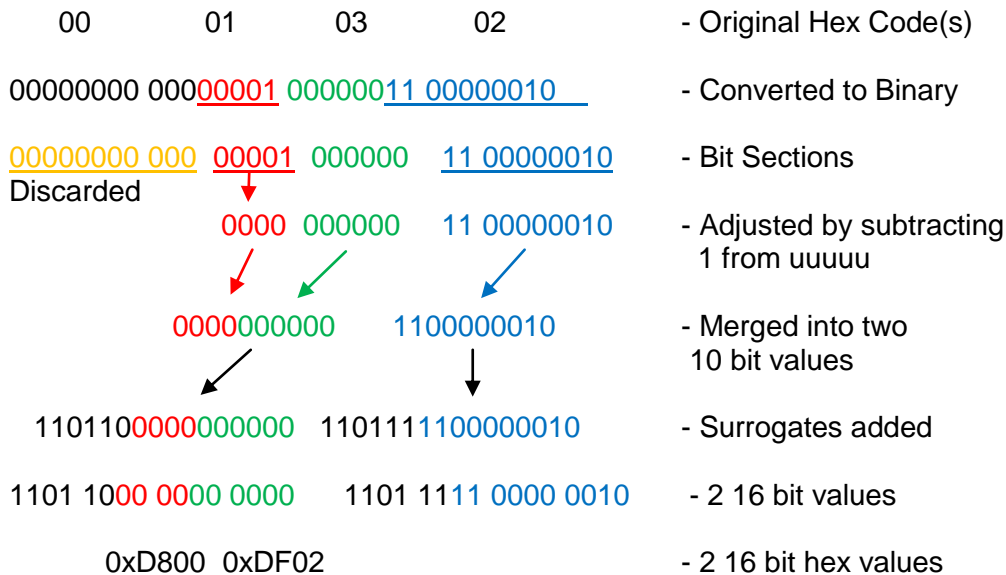 00 01 03 02 - Original Hex Code(s)
00000000 00000001 00000011 00000010 - Converted to Binary
00000000 000 00001 000000 11 00000010 - Bit Sections
Discarded
0000 000000 11 00000010 - Adjusted by subtracting
1 from uuuuu
0000000000 1100000010 - Merged into two
10 bit values
1101100000000000 1101111100000010 - Surrogates added
1101 1000 0000 0000 1101 1111 0000 0010 - 2 16 bit values
0xD800 0xDF02 - 2 16 bit hex values